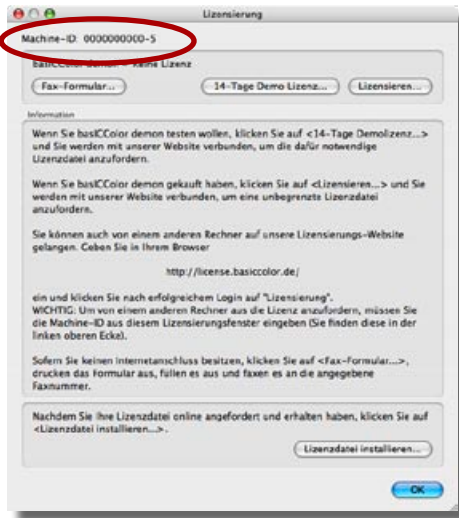 Lizensierung
Machine-ID: 0000000000-5
basICColor demon - Keine Lizenz
Fax-Formular... 14-Tage Demo Lizenz... Lizensieren...
Information
Wenn Sie basICColor demon testen wollen, klicken Sie auf <14-Tage Demolizenz...>
und Sie werden mit unserer Website verbunden, um die dafür notwendige
Lizenzdatei anzufordern.
Wenn Sie basICColor demon gekauft haben, klicken Sie auf <Lizensieren...> und Sie
werden mit unserer Website verbunden, um eine unbegrenzte Lizenzdatei
anzufordern.
Sie können auch von einem anderen Rechner auf unsere Lizensierungs-Website
gelangen. Geben Sie in Ihrem Browser
http://license.basiccolor.de/
ein und klicken Sie nach erfolgreichem Login auf "Lizensierung".
WICHTIG: Um von einem anderen Rechner aus die Lizenz anzufordern, müssen Sie
die Machine-ID aus diesem Lizensierungsfenster eingeben (Sie finden diese in der
linken oberen Ecke).
Sofern Sie keinen Internetanschluss besitzen, klicken Sie auf <Fax-Formular...>,
drucken das Formular aus, füllen es aus und faxen es an die angegebene
Faxnummer.
Nachdem Sie Ihre Lizenzdatei online angefordert und erhalten haben, klicken Sie auf
<Lizenzdatei installieren...>.
Lizenzdatei installieren...
OK